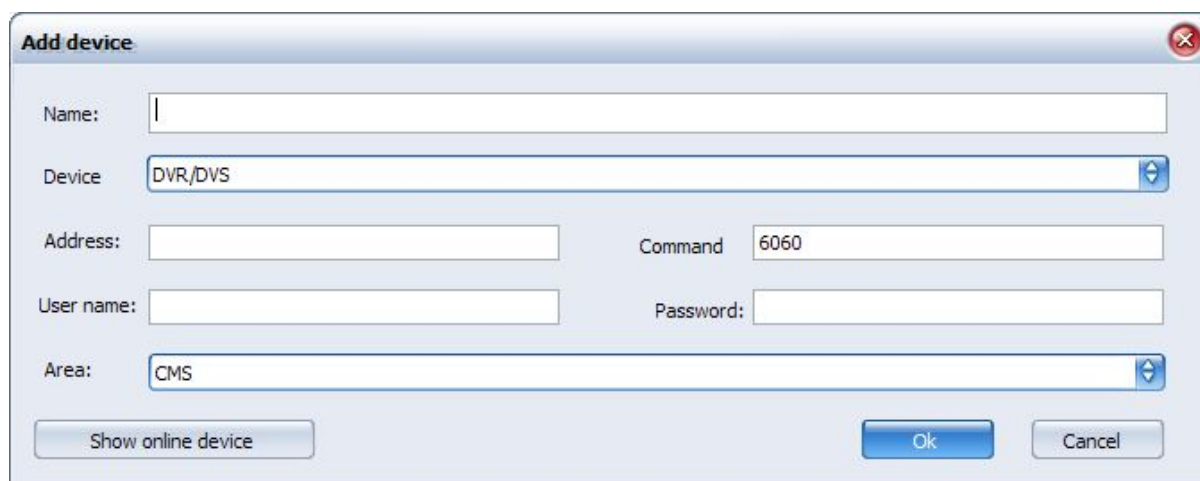 Add device
Name:
Device DVR/DVS
Address: Command 6060
User name: Password:
Area: CMS
Show online device Ok Cancel